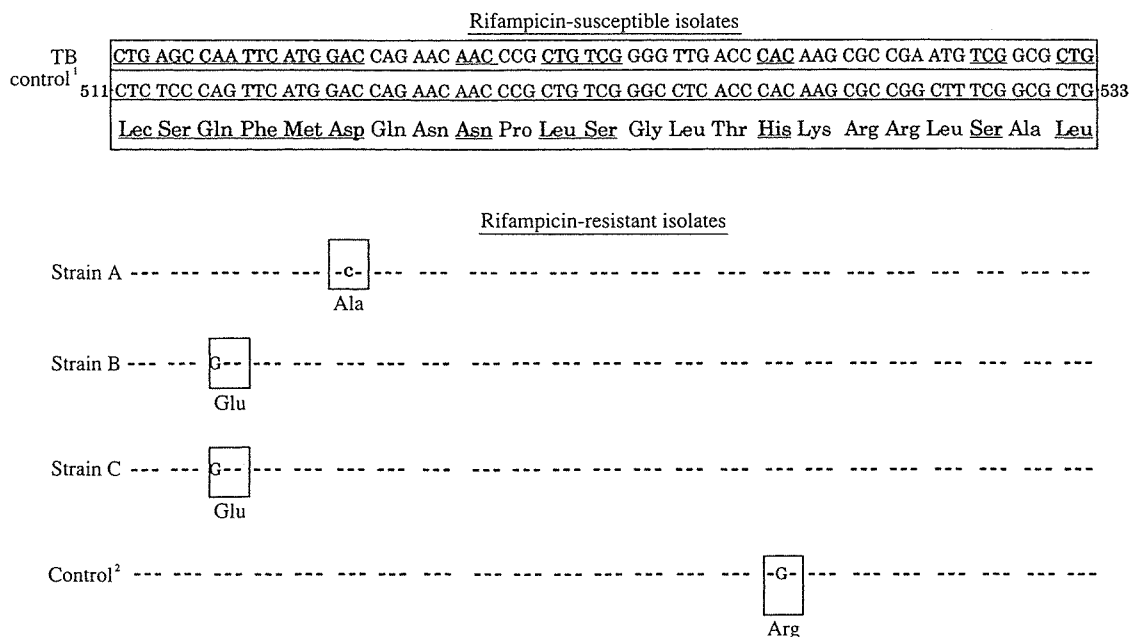 Rifampicin-susceptible isolates
TB control¹ CTG AGC CAA TTC ATG GAC CAG AAC AAC CCG CTG TCG GGG TTG ACC CAC AAG CGC CGA ATG TCG GCG CTG
511 CTC TCC CAG TTC ATG GAC CAG AAC AAC CCG CTG TCG GGC CTC ACC CAC AAG CGC CGG CTT TCG GCG CTG 533
Lec Ser Gln Phe Met Asp Gln Asn Asn Pro Leu Ser Gly Leu Thr His Lys Arg Arg Leu Ser Ala Leu
Rifampicin-resistant isolates
Strain A --- --- --- --- --- -C- --- --- --- --- --- --- --- --- --- --- --- --- --- --- --- --- ---
Ala
Strain B --- --- G-- --- --- --- --- --- --- --- --- --- --- --- --- --- --- --- --- --- --- --- ---
Glu
Strain C --- --- G-- --- --- --- --- --- --- --- --- --- --- --- --- --- --- --- --- --- --- --- ---
Glu
Control² --- --- --- --- --- --- --- --- --- --- --- --- --- --- --- -G- --- --- --- --- --- --- ---
Arg